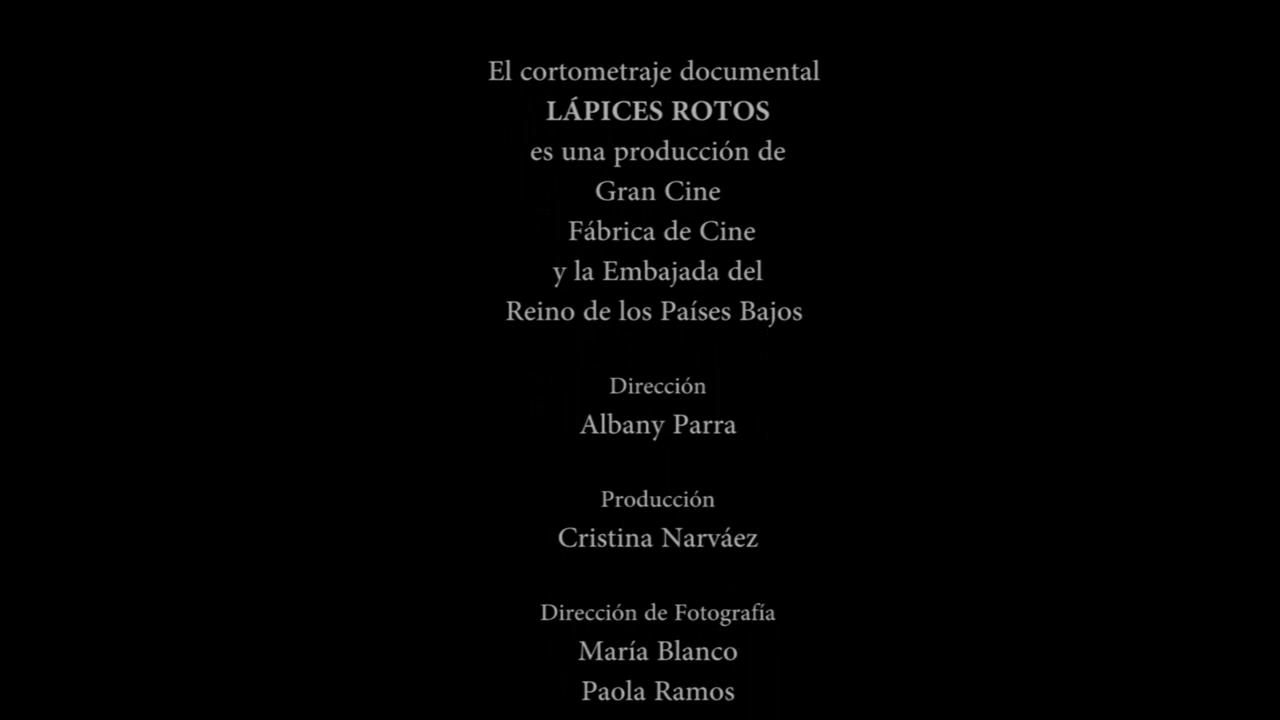 El cortometraje documental
LÁPICES ROTOS
es una producción de
Gran Cine
Fábrica de Cine
y la Embajada del
Reino de los Países Bajos
Dirección
Albany Parra
Producción
Cristina Narváez
Dirección de Fotografía
María Blanco
Paola Ramos